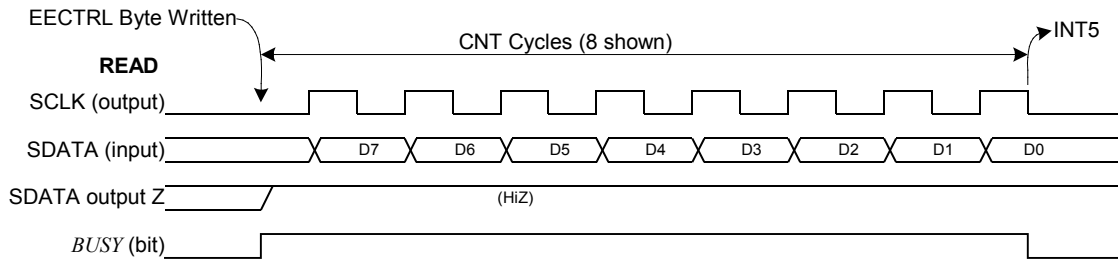 EECTRL Byte Written
CNT Cycles (8 shown)
INT5
READ
SCLK (output)
SDATA (input)
D7 D6 D5 D4 D3 D2 D1 D0
SDATA output Z
(HiZ)
BUSY (bit)